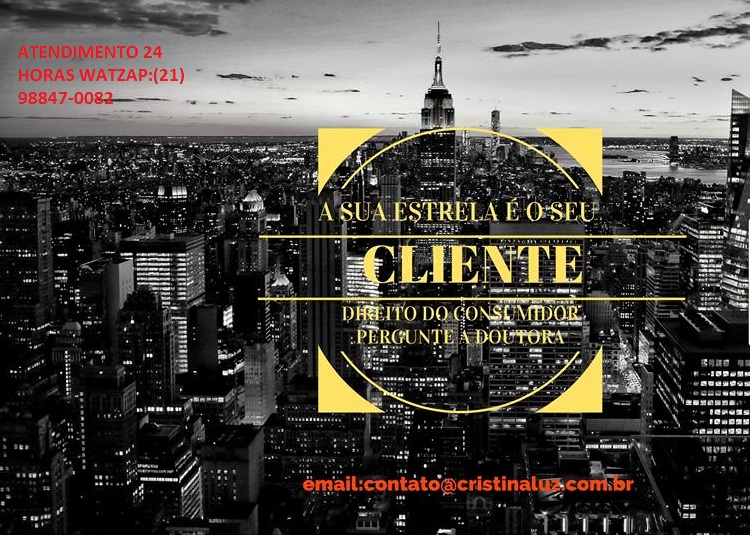 ATENDIMENTO 24
HORAS WATZAP:(21)
98847-0082
A SUA ESTRELA É O SEU
CLIENTE
DIREITO DO CONSUMIDOR
PERGUNTE A DOUTORA
email:contato@cristinaluz.com.br